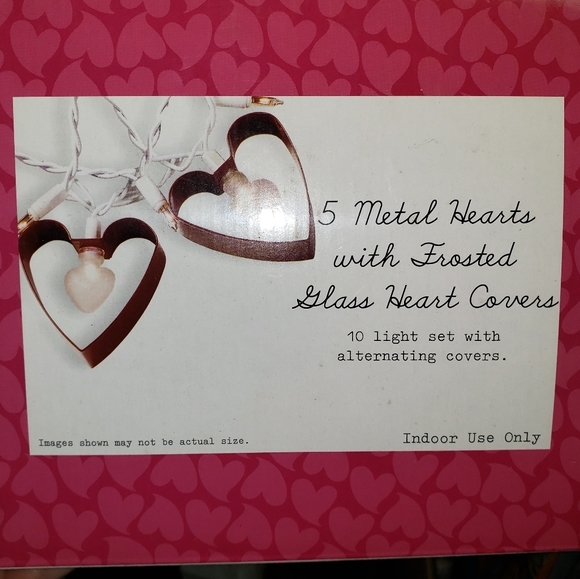 5 Metal Hearts
with Frosted
Glass Heart Covers
10 light set with
alternating covers.
Images shown may not be actual size.
Indoor Use Only